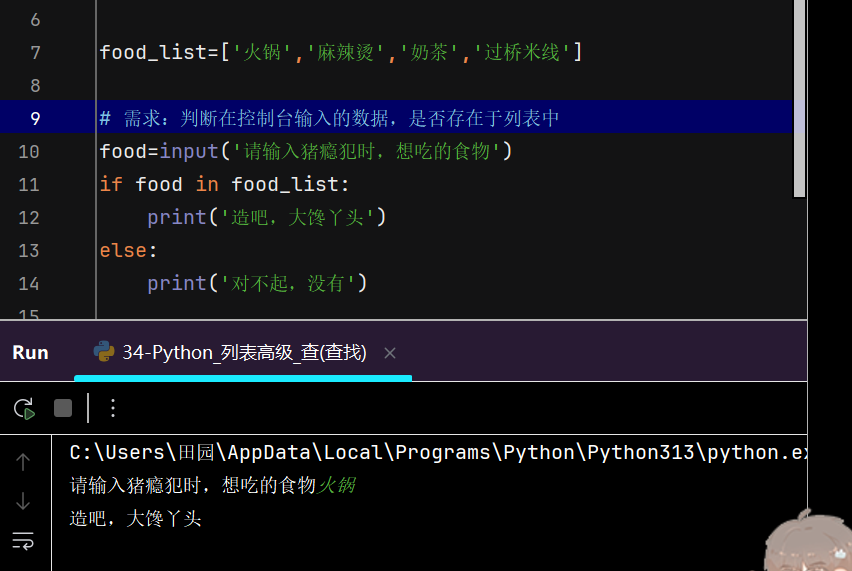 6
7 food_list=['火锅','麻辣烫','奶茶','过桥米线']
8
9 # 需求：判断在控制台输入的数据，是否存在于列表中
10 food=input('请输入猪瘾犯时，想吃的食物')
11 if food in food_list:
12     print('造吧，大馋丫头')
13 else:
14     print('对不起，没有')
15
Run 34-Python_列表高级_查(查找)
C:\Users\田园\AppData\Local\Programs\Python\Python313\python.ex
请输入猪瘾犯时，想吃的食物火锅
造吧，大馋丫头